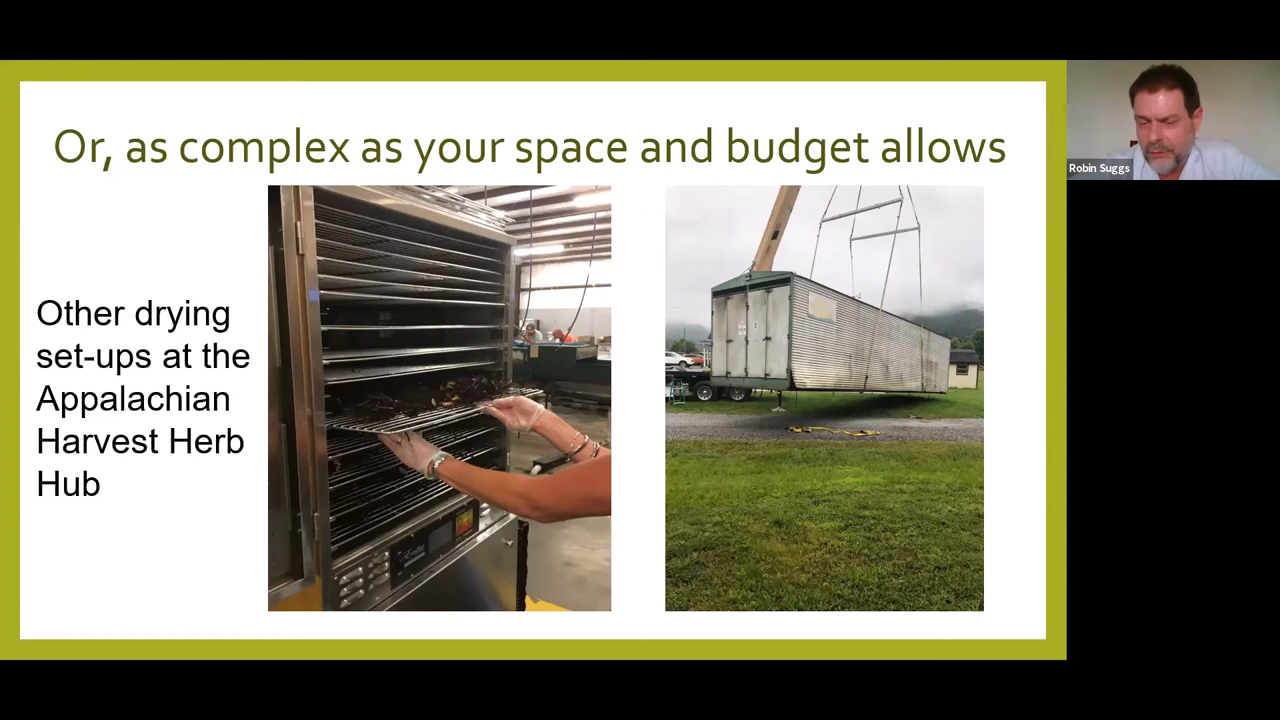 Or, as complex as your space and budget allows
Other drying
set-ups at the
Appalachian
Harvest Herb
Hub
Robin Suggs